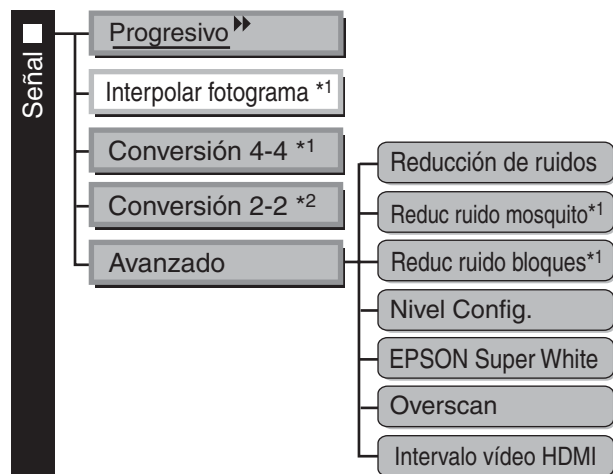 Señal
Progresivo
Interpolar fotograma *1
Conversión 4-4 *1
Conversión 2-2 *2
Avanzado
Reducción de ruidos
Reduc ruido mosquito*1
Reduc ruido bloques*1
Nivel Config.
EPSON Super White
Overscan
Intervalo vídeo HDMI